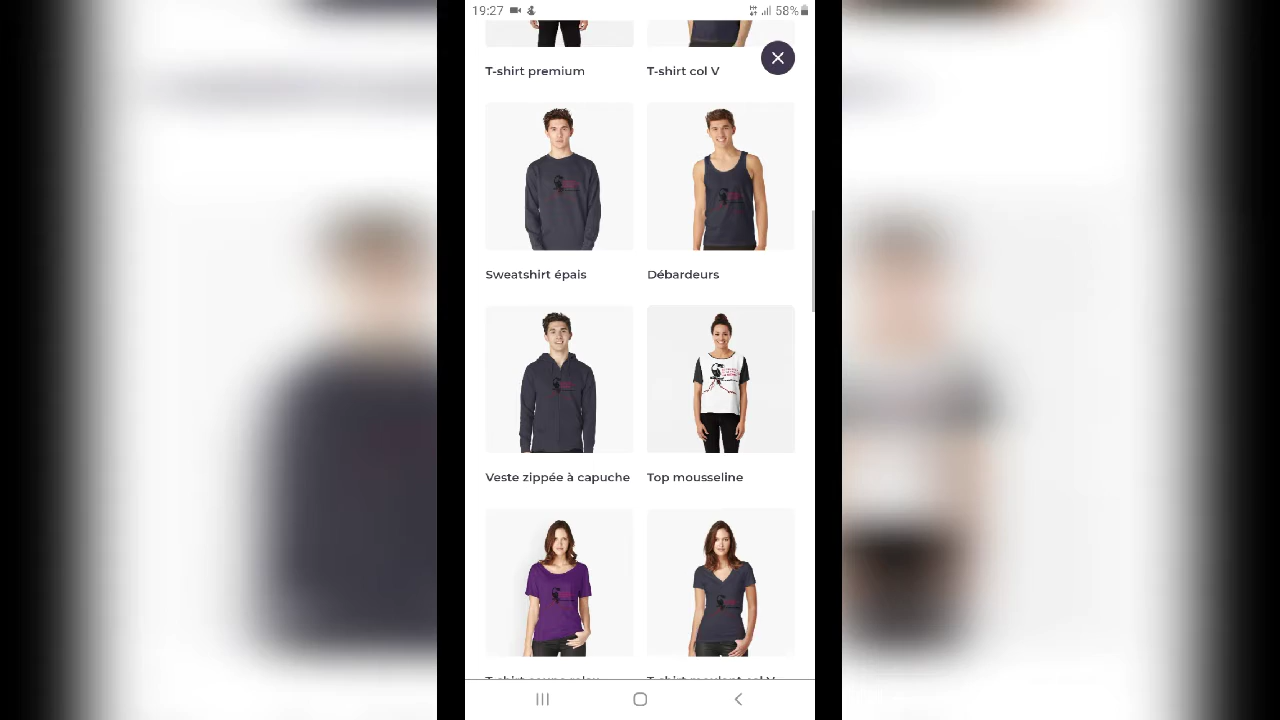 19:27 58%
T-shirt premium T-shirt col V
Sweatshirt épais Débardeurs
Veste zippée à capuche Top mousseline